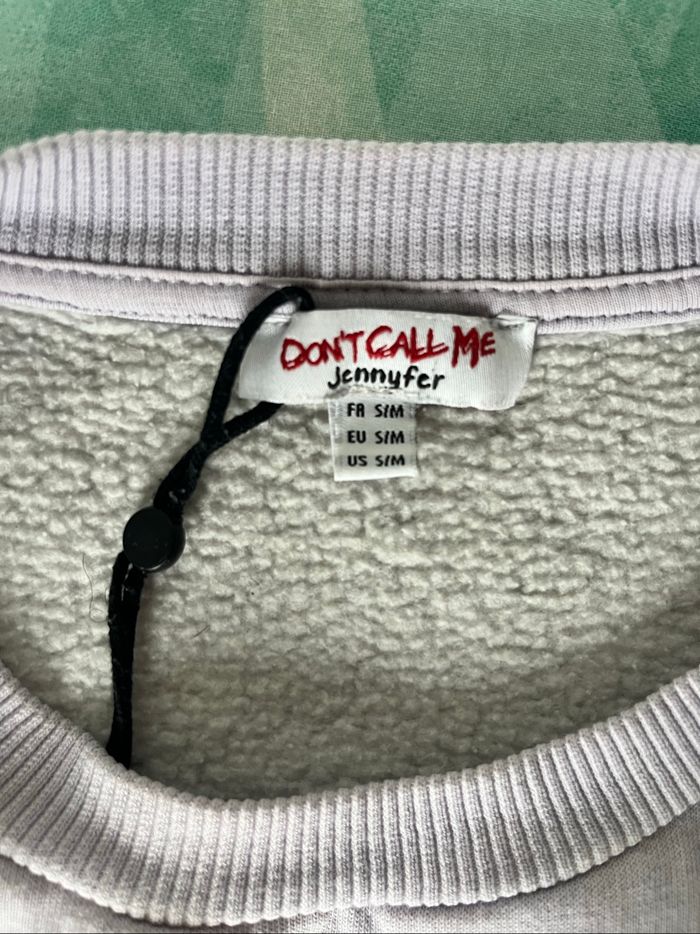 DON'T CALL ME
Jennyfer
FR S/M
EU S/M
US S/M